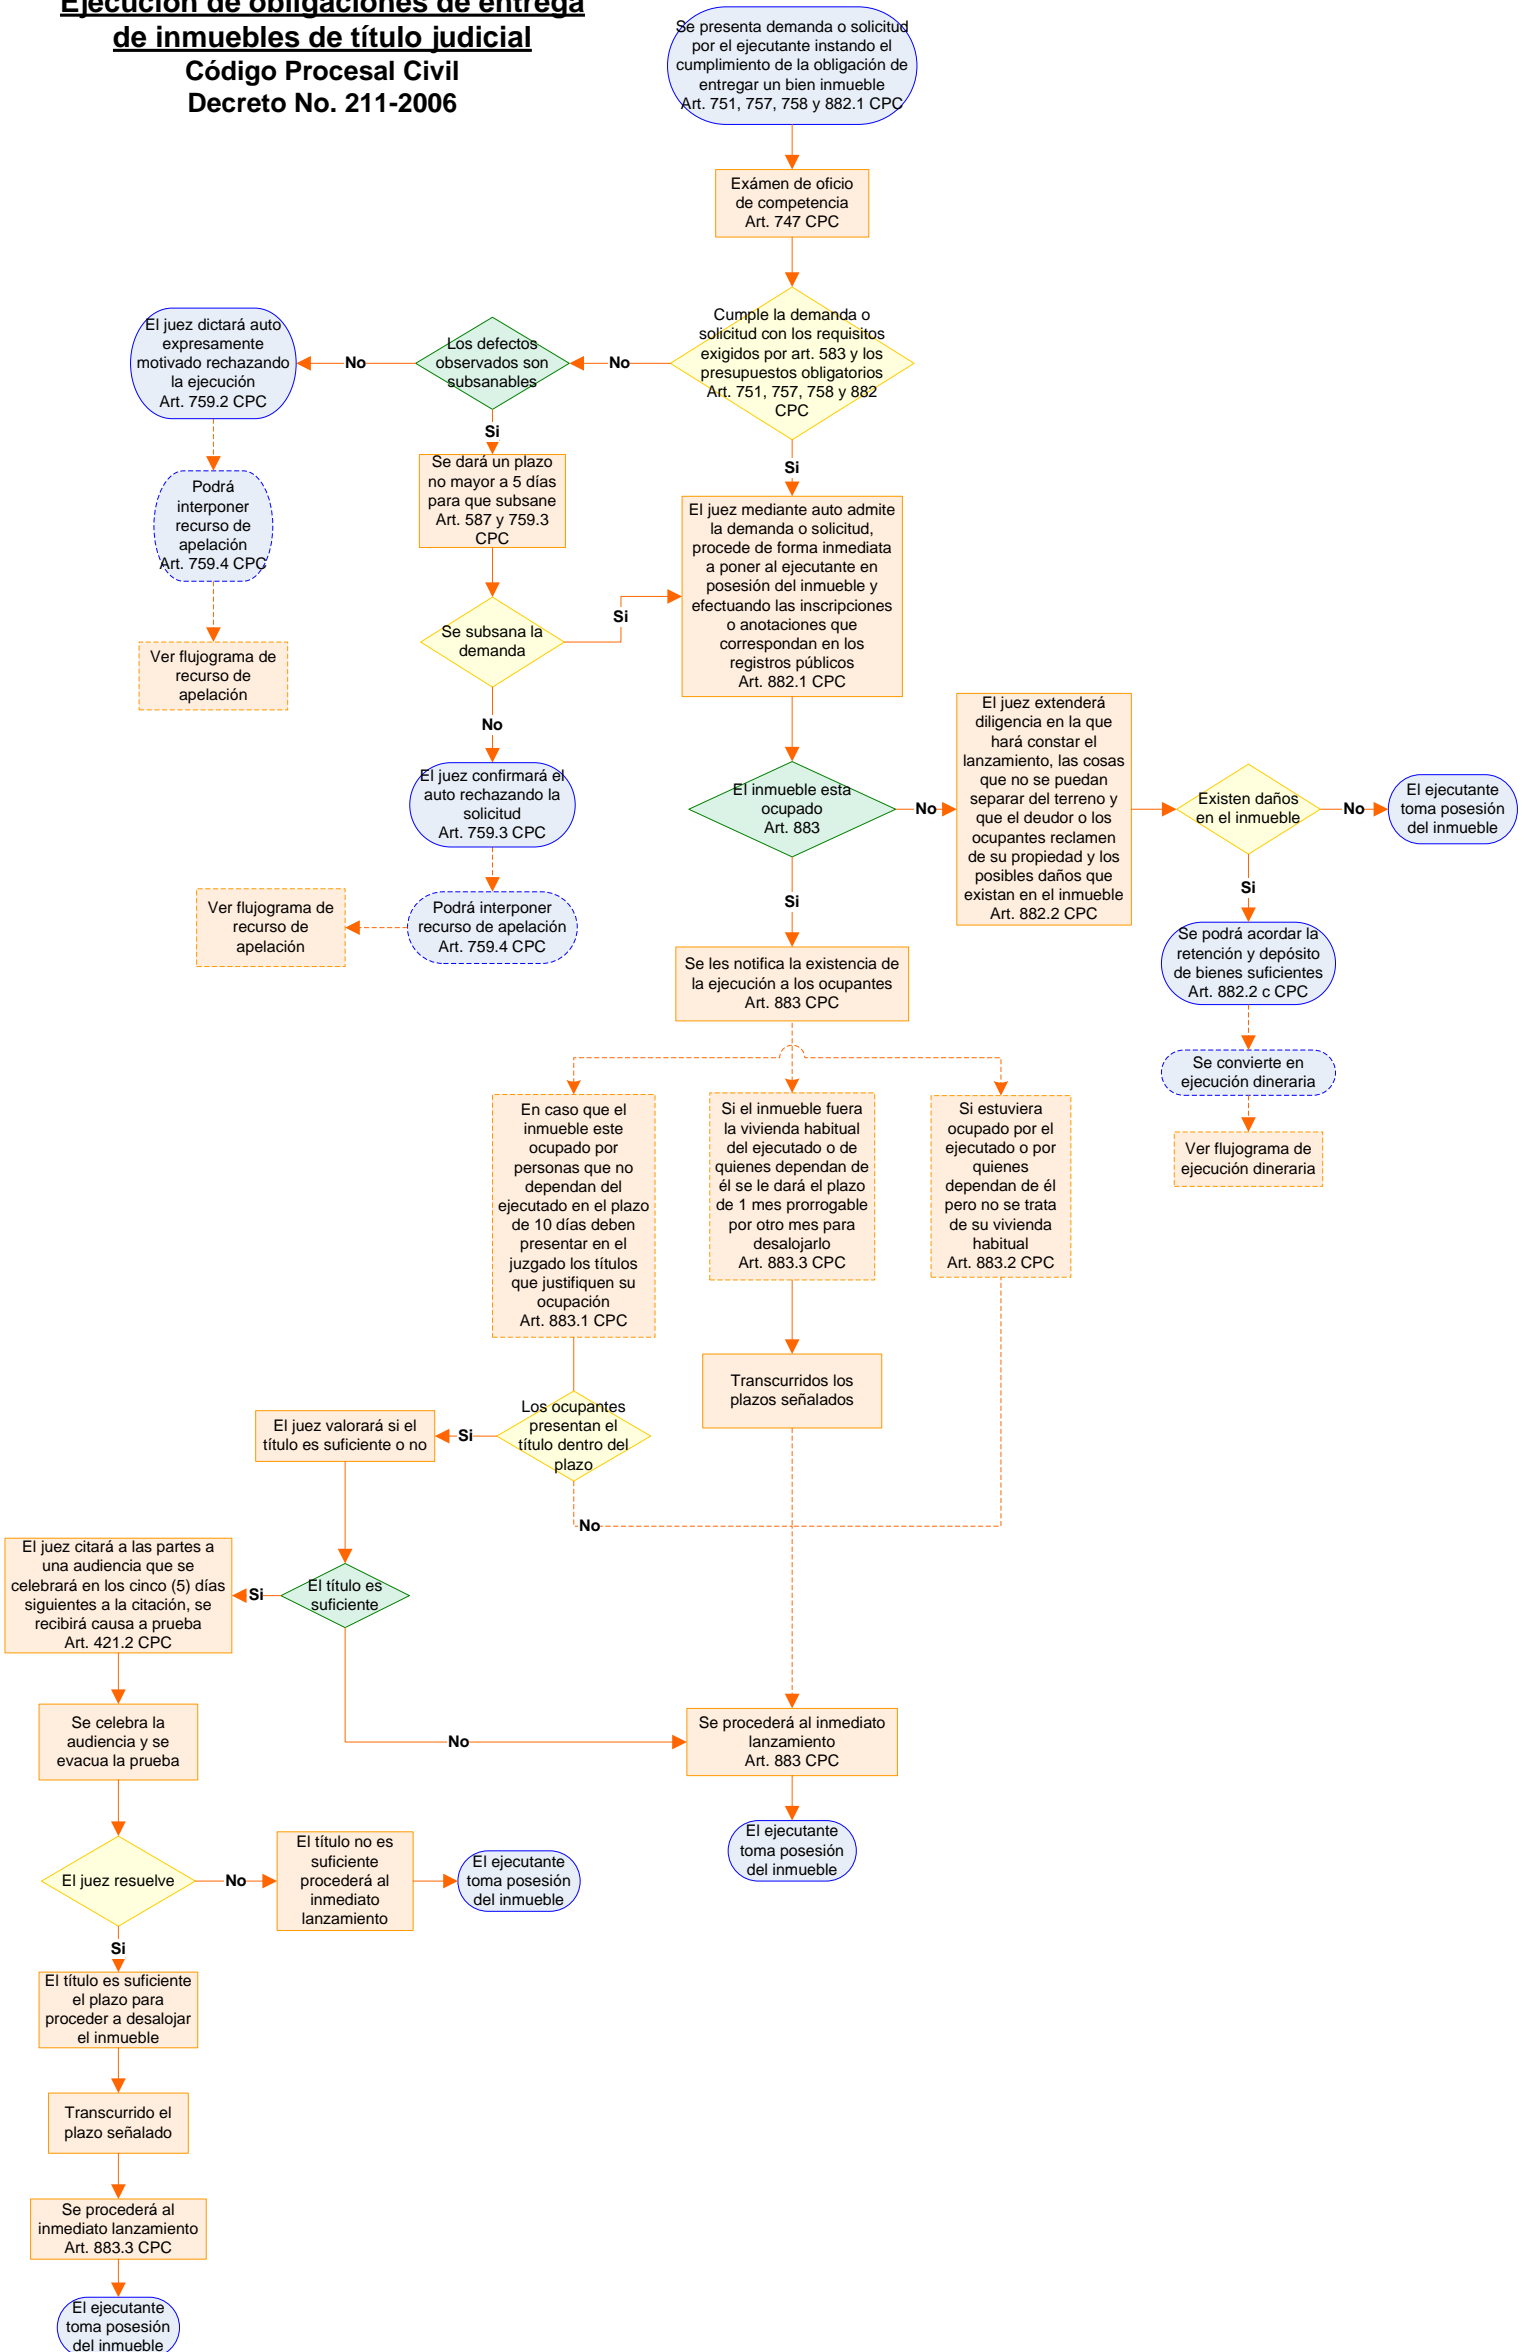 Ejecución de obligaciones de entrega
de inmuebles de título judicial
Código Procesal Civil
Decreto No. 211-2006
Se presenta demanda o solicitud
por el ejecutante instando el
cumplimiento de la obligación de
entregar un bien inmueble
Art. 751, 757, 758 y 882.1 CPC
Exámen de oficio
de competencia
Art. 747 CPC
Cumple la demanda o
solicitud con los requisitos
exigidos por art. 583 y los
presupuestos obligatorios
Art. 751, 757, 758 y 882
CPC
No
Los defectos
observados son
subsanables
No
El juez dictará auto
expresamente
motivado rechazando
la ejecución
Art. 759.2 CPC
Podrá
interponer
recurso de
apelación
Art. 759.4 CPC
Ver flujograma de
recurso de
apelación
Si
Se dará un plazo
no mayor a 5 días
para que subsane
Art. 587 y 759.3
CPC
Se subsana la
demanda
Si
No
El juez confirmará el
auto rechazando la
solicitud
Art. 759.3 CPC
Podrá interponer
recurso de apelación
Art. 759.4 CPC
Ver flujograma de
recurso de
apelación
Si
El juez mediante auto admite
la demanda o solicitud,
procede de forma inmediata
a poner al ejecutante en
posesión del inmueble y
efectuando las inscripciones
o anotaciones que
correspondan en los
registros públicos
Art. 882.1 CPC
El inmueble esta
ocupado
Art. 883
No
El juez extenderá
diligencia en la que
hará constar el
lanzamiento, las cosas
que no se puedan
separar del terreno y
que el deudor o los
ocupantes reclamen
de su propiedad y los
posibles daños que
existan en el inmueble
Art. 882.2 CPC
Existen daños
en el inmueble
No
El ejecutante
toma posesión
del inmueble
Si
Se podrá acordar la
retención y depósito
de bienes suficientes
Art. 882.2 c CPC
Se convierte en
ejecución dineraria
Ver flujograma de
ejecución dineraria
Si
Se les notifica la existencia de
la ejecución a los ocupantes
Art. 883 CPC
En caso que el
inmueble este
ocupado por
personas que no
dependan del
ejecutado en el plazo
de 10 días deben
presentar en el
juzgado los títulos
que justifiquen su
ocupación
Art. 883.1 CPC
Si el inmueble fuera
la vivienda habitual
del ejecutado o de
quienes dependan de
él se le dará el plazo
de 1 mes prorrogable
por otro mes para
desalojarlo
Art. 883.3 CPC
Si estuviera
ocupado por el
ejecutado o por
quienes
dependan de él
pero no se trata
de su vivienda
habitual
Art. 883.2 CPC
Transcurridos los
plazos señalados
Los ocupantes
presentan el
título dentro del
plazo
Si
El juez valorará si el
título es suficiente o no
No
El título es
suficiente
Si
El juez citará a las partes a
una audiencia que se
celebrará en los cinco (5) días
siguientes a la citación, se
recibirá causa a prueba
Art. 421.2 CPC
No
Se procederá al inmediato
lanzamiento
Art. 883 CPC
El ejecutante
toma posesión
del inmueble
Se celebra la
audiencia y se
evacua la prueba
El juez resuelve
No
El título no es
suficiente
procederá al
inmediato
lanzamiento
El ejecutante
toma posesión
del inmueble
Si
El título es suficiente
el plazo para
proceder a desalojar
el inmueble
Transcurrido el
plazo señalado
Se procederá al
inmediato lanzamiento
Art. 883.3 CPC
El ejecutante
toma posesión
del inmueble